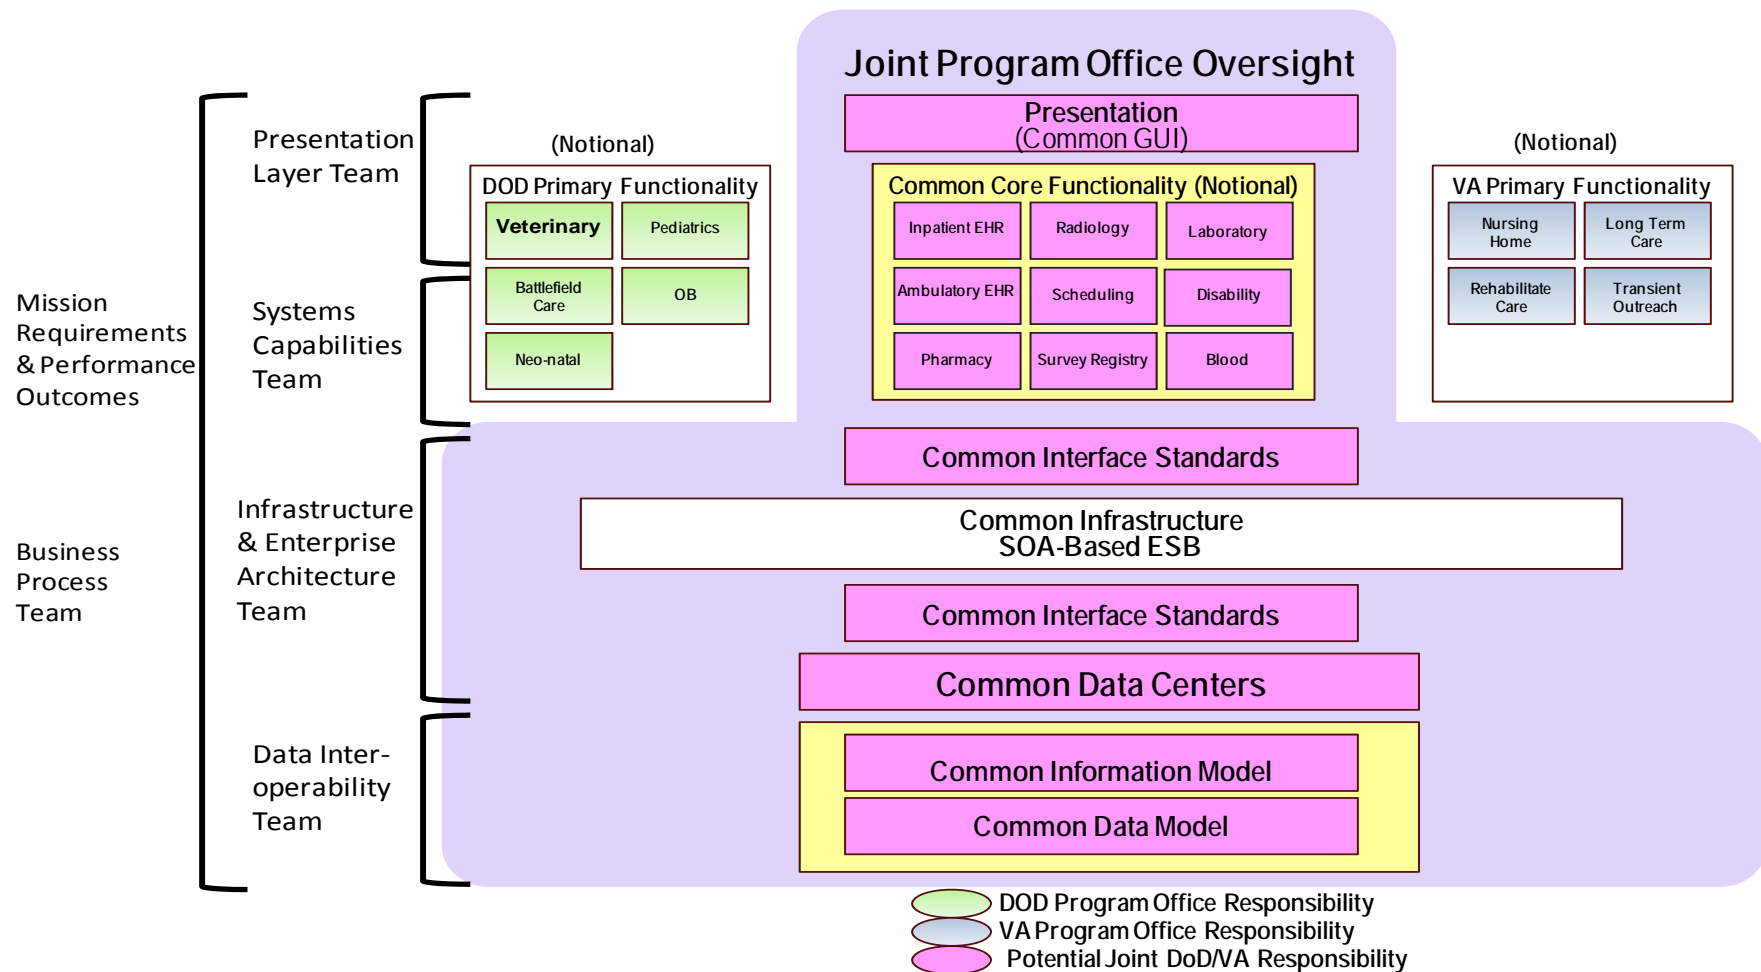 Joint Program Office Oversight
Presentation
(Common GUI)
Presentation
Layer Team
(Notional)
DOD Primary Functionality
Veterinary
Pediatrics
Battlefield
Care
OB
Neo-natal
Common Core Functionality (Notional)
Inpatient EHR
Radiology
Laboratory
Ambulatory EHR
Scheduling
Disability
Pharmacy
Survey Registry
Blood
(Notional)
VA Primary Functionality
Nursing
Home
Long Term
Care
Rehabilitate
Care
Transient
Outreach
Mission
Requirements
& Performance
Outcomes
Systems
Capabilities
Team
Business
Process
Team
Infrastructure
& Enterprise
Architecture
Team
Common Interface Standards
Common Infrastructure
SOA-Based ESB
Common Interface Standards
Common Data Centers
Data Inter-
operability
Team
Common Information Model
Common Data Model
DOD Program Office Responsibility
VA Program Office Responsibility
Potential Joint DoD/VA Responsibility